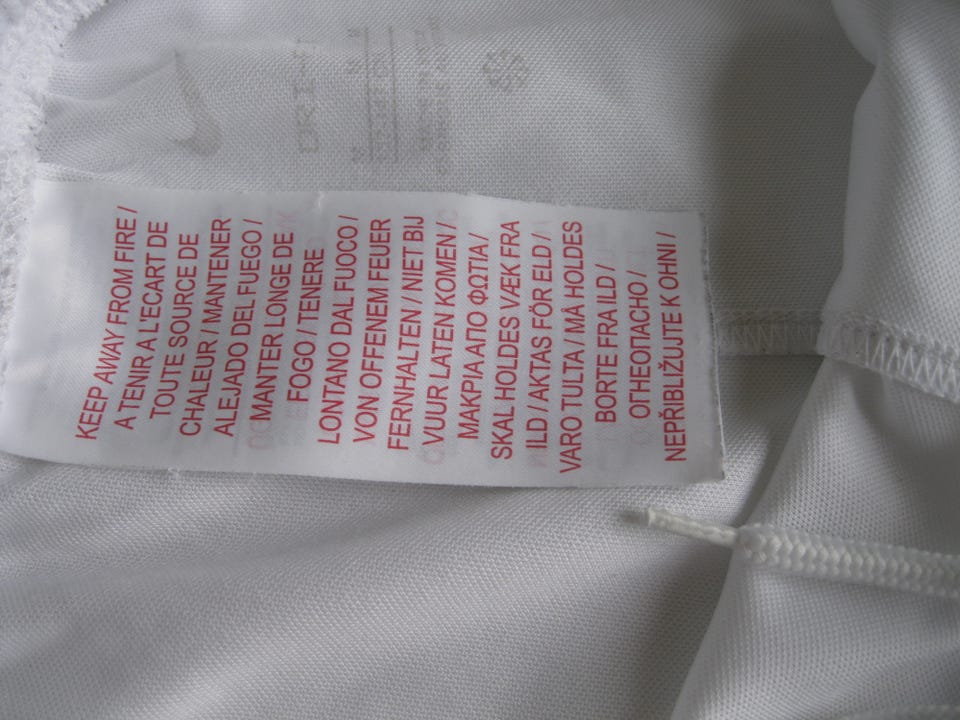 DRI-FIT
KEEP AWAY FROM FIRE /
A TENIR A L'ECART DE
TOUTE SOURCE DE
CHALEUR / MANTENER
ALEJADO DEL FUEGO /
MANTER LONGE DE
FOGO / TENERE
LONTANO DAL FUOCO /
VON OFFENEM FEUER
FERNHALTEN / NIET BIJ
VUUR LATEN KOMEN /
ΜΑΚΡΙΑ ΑΠΟ ΦΩΤΙΑ /
SKAL HOLDES VÆK FRA
ILD / AKTAS FÖR ELD /
VARO TULTA / MÅ HOLDES
BORTE FRA ILD /
ОГНЕОПАСНО /
NEPŘIBLIŽUJTE K OHNI /